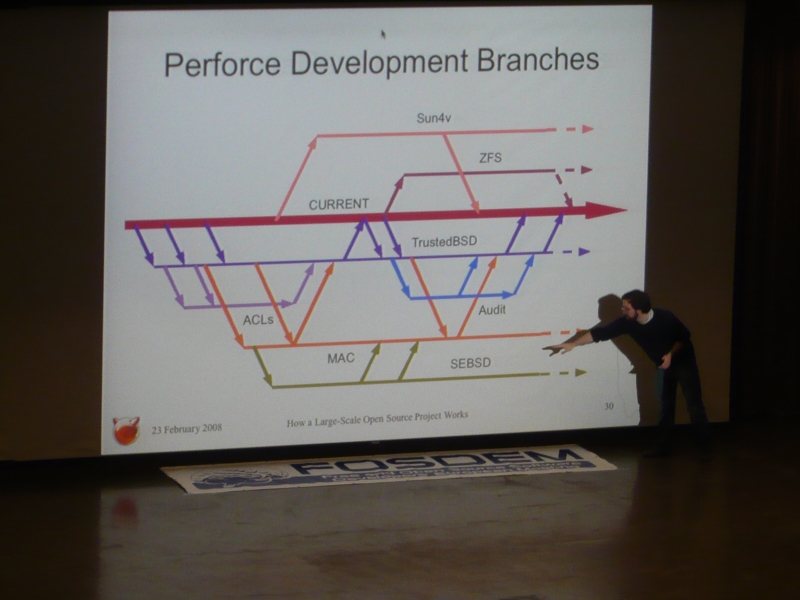 Perforce Development Branches
Sun4v
ZFS
CURRENT
TrustedBSD
ACLs
Audit
MAC
SEBSD
23 February 2008
How a Large-Scale Open Source Project Works
30
FOSDEM